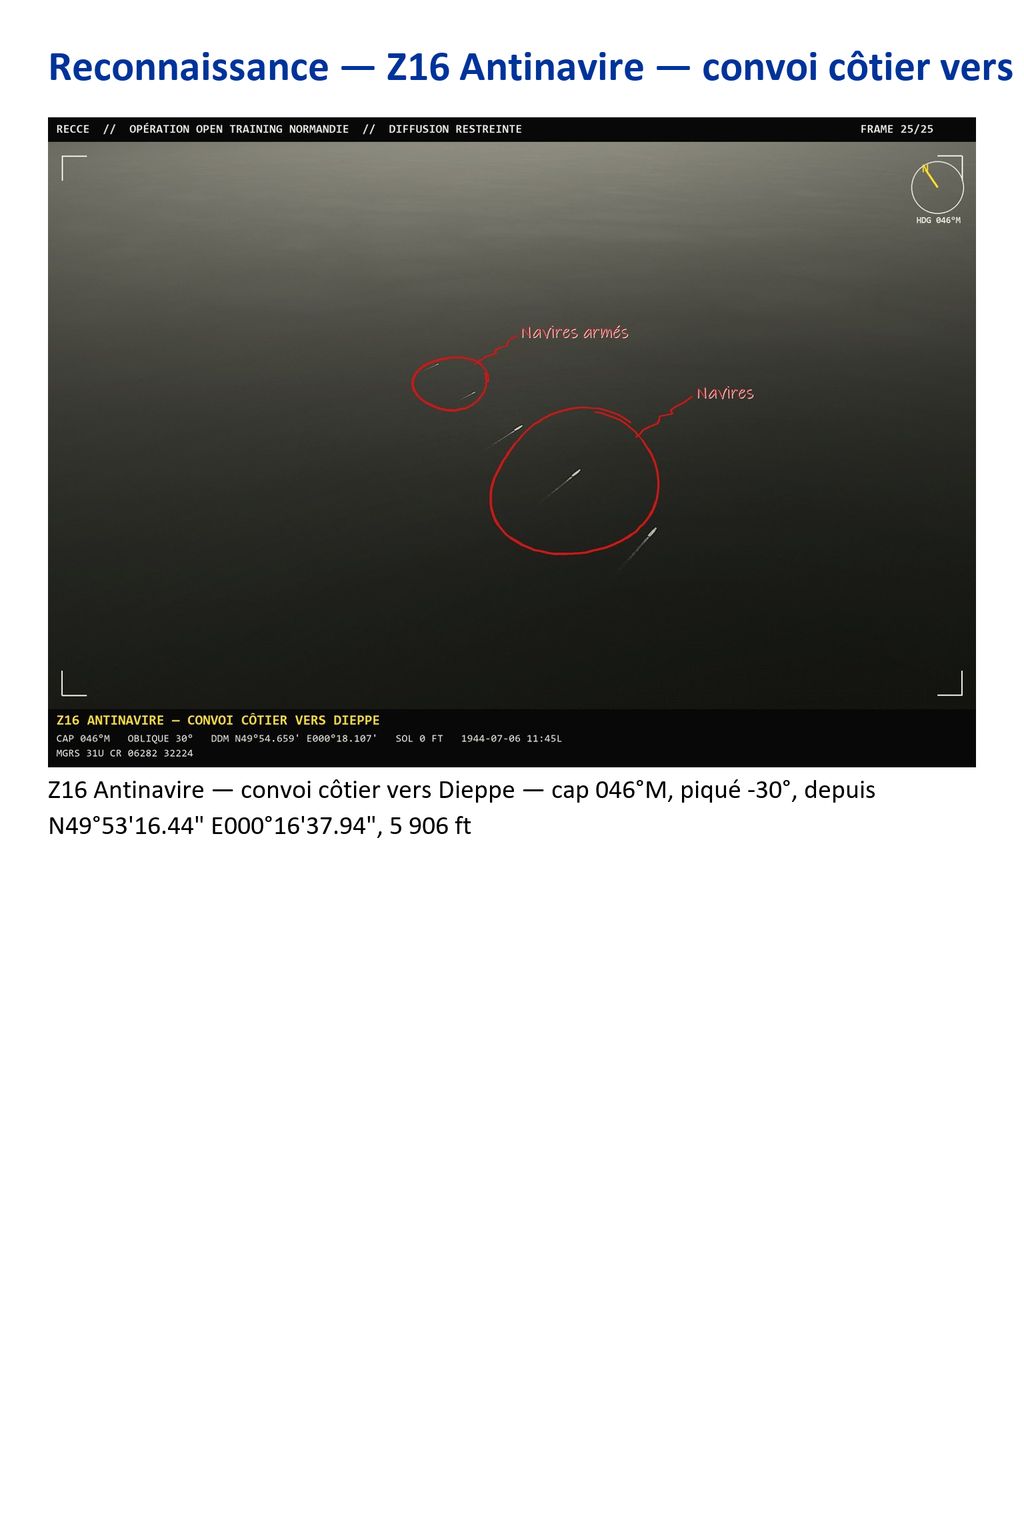 Reconnaissance — Z16 Antinavire — convoi côtier vers
RECCE // OPÉRATION OPEN TRAINING NORMANDIE // DIFFUSION RESTREINTE FRAME 25/25
N
HDG 046°M
Navires armés
Navires
Z16 ANTINAVIRE — CONVOI CÔTIER VERS DIEPPE
CAP 046°M OBLIQUE 30° DDM N49°54.659' E000°18.107' SOL 0 FT 1944-07-06 11:45L
MGRS 31U CR 06282 32224
Z16 Antinavire — convoi côtier vers Dieppe — cap 046°M, piqué -30°, depuis
N49°53'16.44" E000°16'37.94", 5 906 ft